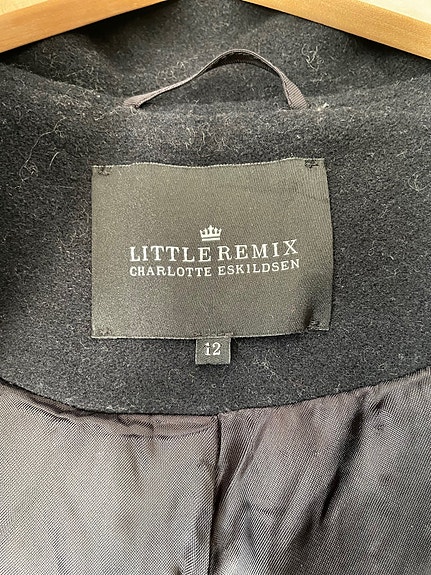 LITTLE REMIX
CHARLOTTE ESKILDSEN
12